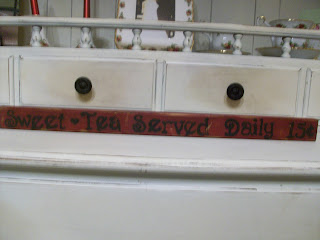 Sweet • Tea Served Daily 15¢